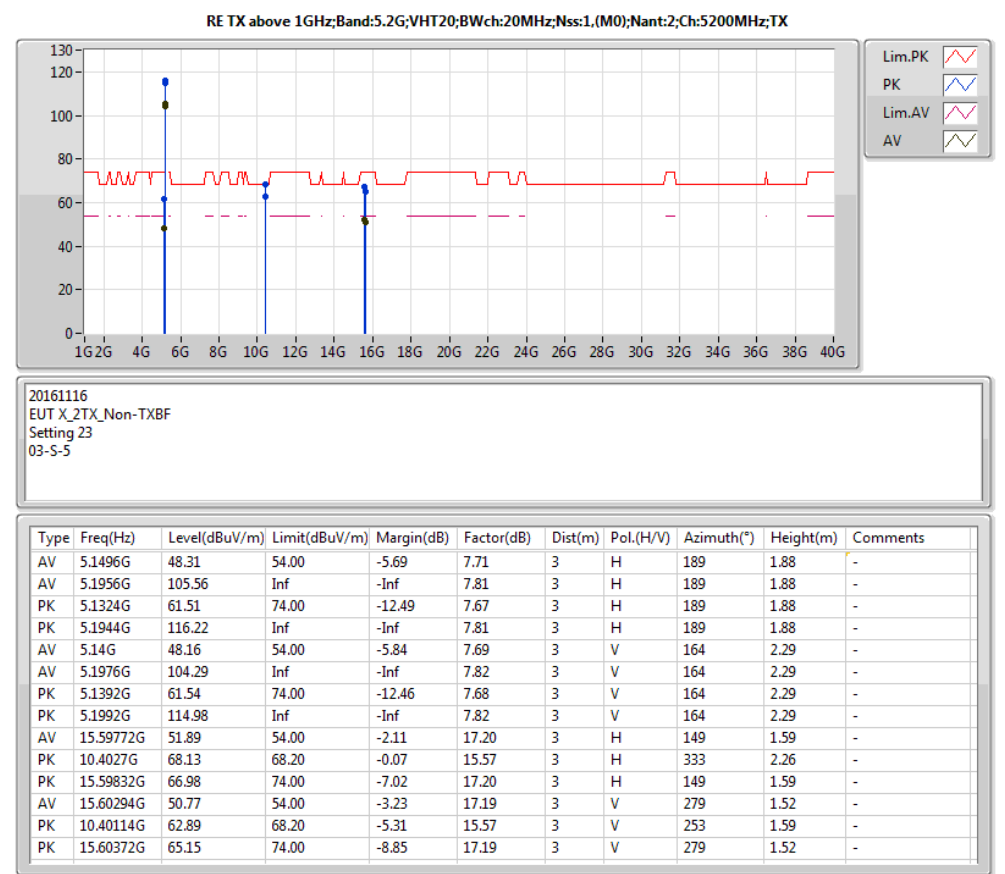 RE TX above 1GHz;Band:5.2G;VHT20;BWch:20MHz;Nss:1,(M0);Nant:2;Ch:5200MHz;TX
130
120
100
80
60
40
20
0
1G 2G 4G 6G 8G 10G 12G 14G 16G 18G 20G 22G 24G 26G 28G 30G 32G 34G 36G 38G 40G
Lim.PK
PK
Lim.AV
AV
20161116
EUT X_2TX_Non-TXBF
Setting 23
03-S-5
Type Freq(Hz) Level(dBuV/m) Limit(dBuV/m) Margin(dB) Factor(dB) Dist(m) Pol.(H/V) Azimuth(°) Height(m) Comments
AV 5.1496G 48.31 54.00 -5.69 7.71 3 H 189 1.88 -
AV 5.1956G 105.56 Inf -Inf 7.81 3 H 189 1.88 -
PK 5.1324G 61.51 74.00 -12.49 7.67 3 H 189 1.88 -
PK 5.1944G 116.22 Inf -Inf 7.81 3 H 189 1.88 -
AV 5.14G 48.16 54.00 -5.84 7.69 3 V 164 2.29 -
AV 5.1976G 104.29 Inf -Inf 7.82 3 V 164 2.29 -
PK 5.1392G 61.54 74.00 -12.46 7.68 3 V 164 2.29 -
PK 5.1992G 114.98 Inf -Inf 7.82 3 V 164 2.29 -
AV 15.59772G 51.89 54.00 -2.11 17.20 3 H 149 1.59 -
PK 10.4027G 68.13 68.20 -0.07 15.57 3 H 333 2.26 -
PK 15.59832G 66.98 74.00 -7.02 17.20 3 H 149 1.59 -
AV 15.60294G 50.77 54.00 -3.23 17.19 3 V 279 1.52 -
PK 10.40114G 62.89 68.20 -5.31 15.57 3 V 253 1.59 -
PK 15.60372G 65.15 74.00 -8.85 17.19 3 V 279 1.52 -